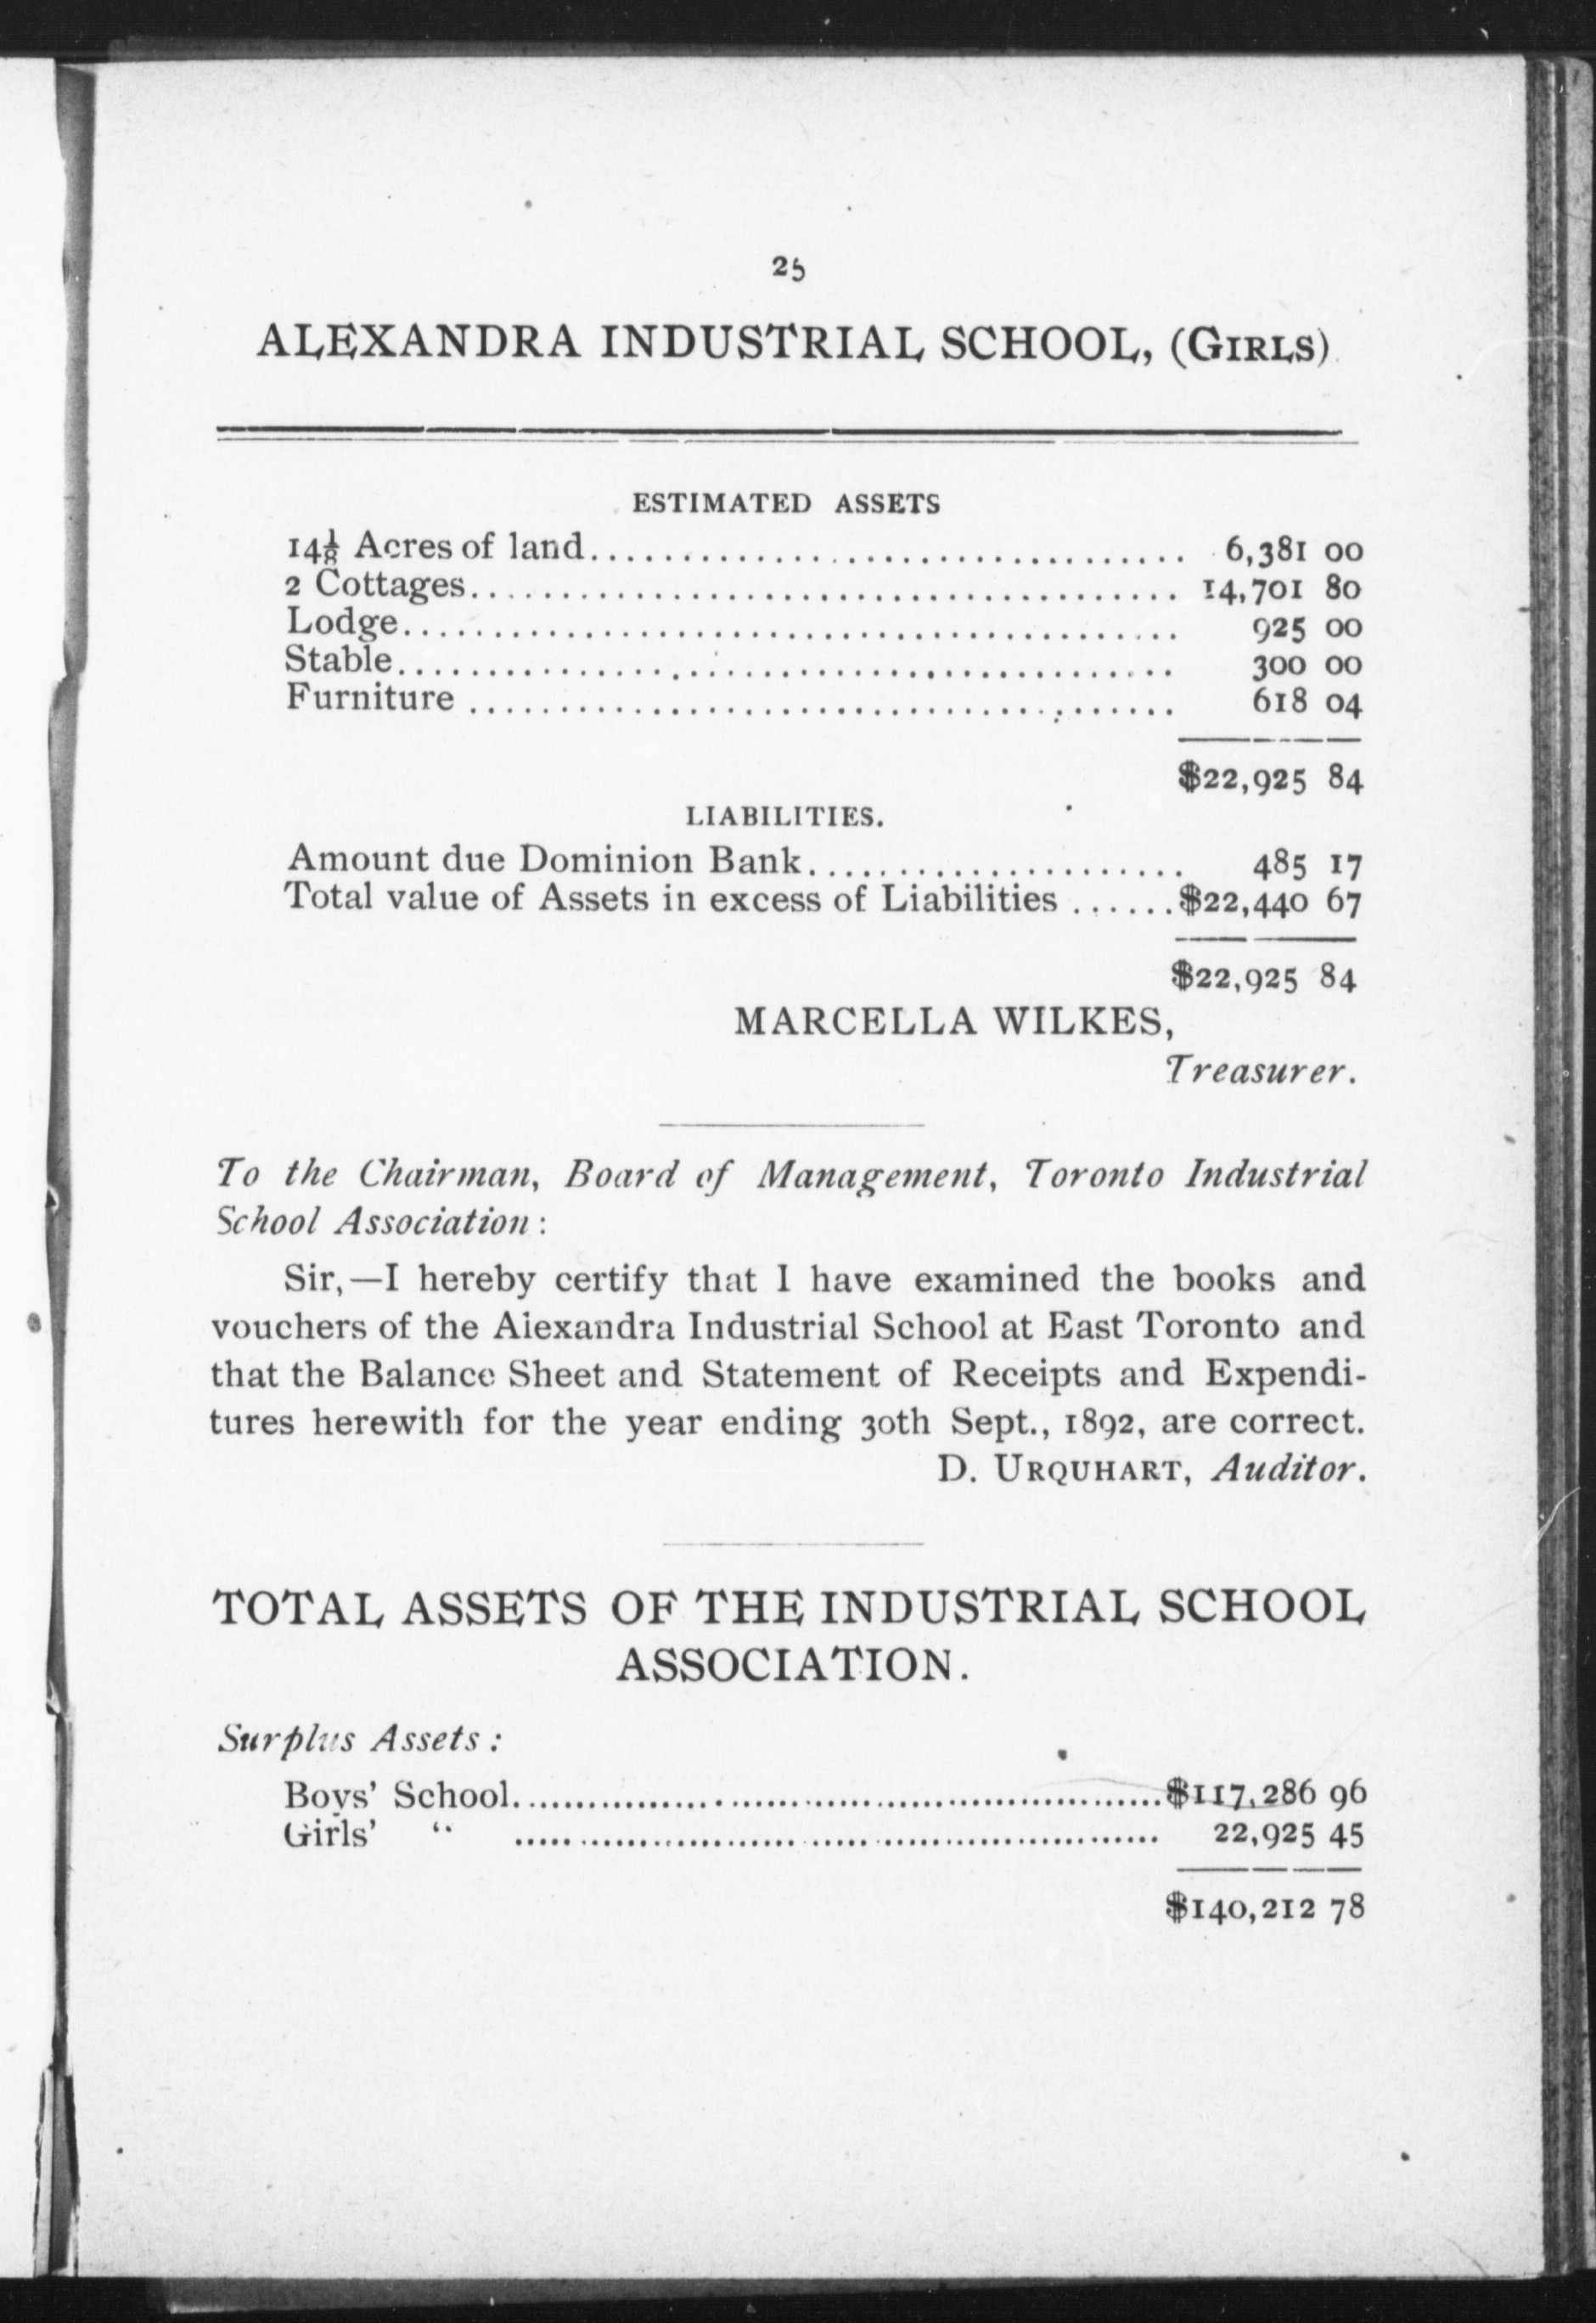 25
ALEXANDRA INDUSTRIAL SCHOOL, (GIRLS)
ESTIMATED ASSETS
14⅛ Acres of land................................. 6,381 00
2 Cottages....................................... 14,701 80
Lodge........................................... 925 00
Stable........................................... 300 00
Furniture ....................................... 618 04
$22,925 84
LIABILITIES.
Amount due Dominion Bank..................... 485 17
Total value of Assets in excess of Liabilities ......$22,440 67
$22,925 84
MARCELLA WILKES,
Treasurer.
To the Chairman, Board of Management, Toronto Industrial
School Association:
Sir,—I hereby certify that I have examined the books and
vouchers of the Aiexandra Industrial School at East Toronto and
that the Balance Sheet and Statement of Receipts and Expendi-
tures herewith for the year ending 30th Sept., 1892, are correct.
D. URQUHART, Auditor.
TOTAL ASSETS OF THE INDUSTRIAL SCHOOL
ASSOCIATION.
Surplus Assets:
Boys' School....................................................$117,286 96
Girls' “ .................................................... 22,925 45
$140,212 78